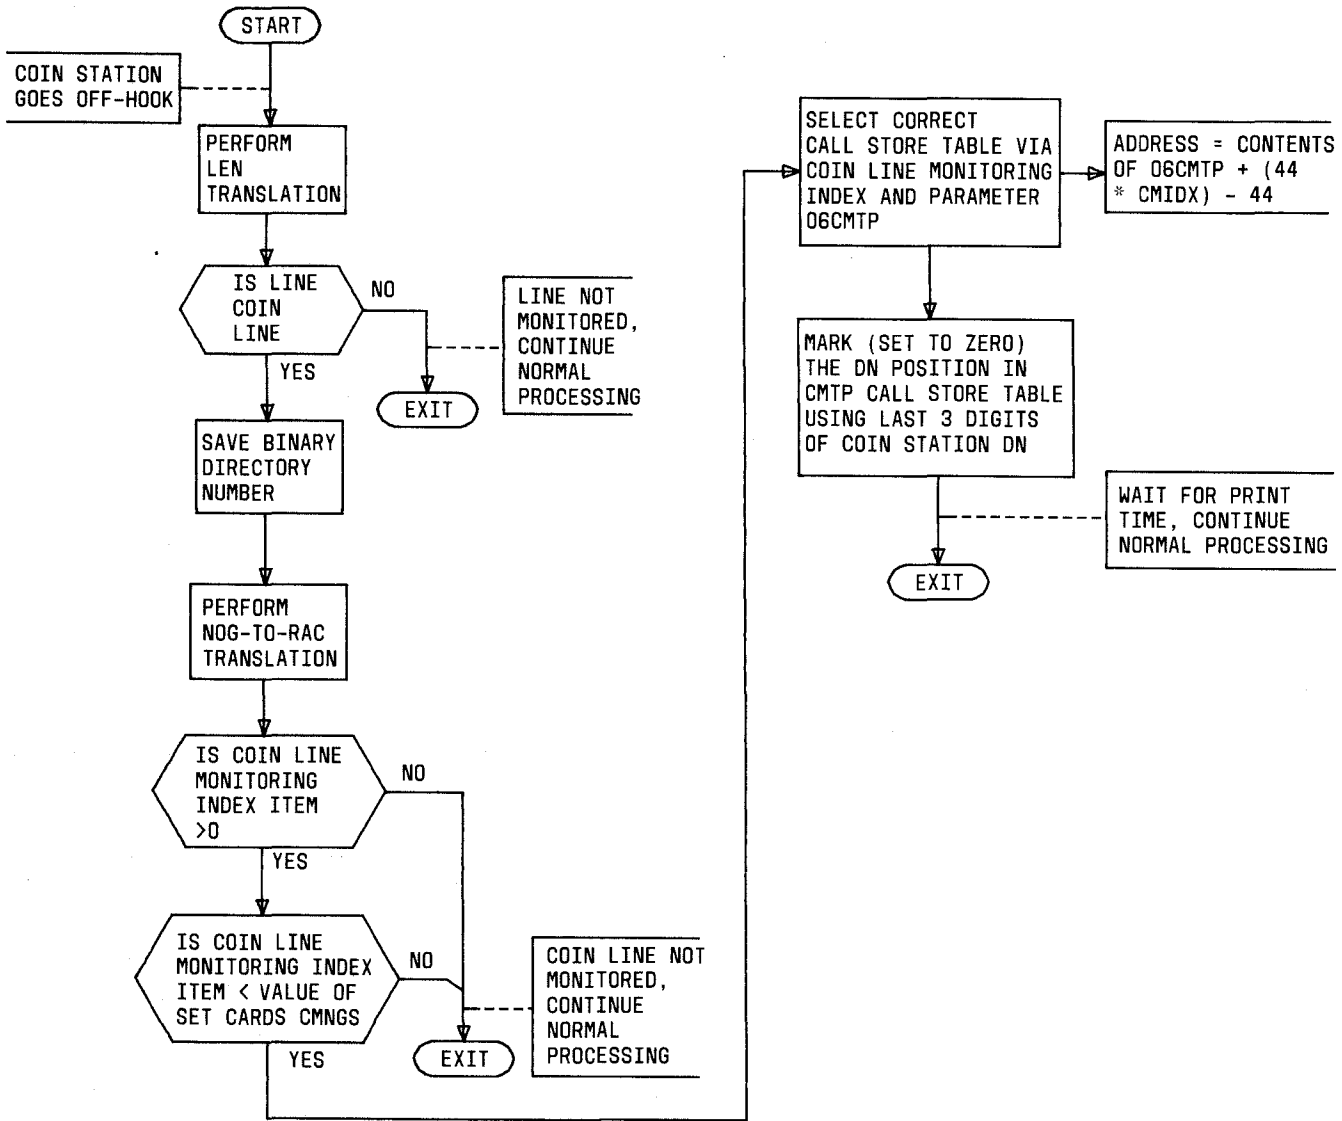 START
COIN STATION
GOES OFF-HOOK
PERFORM
LEN
TRANSLATION
IS LINE
COIN
LINE
NO
YES
LINE NOT
MONITORED,
CONTINUE
NORMAL
PROCESSING
EXIT
SAVE BINARY
DIRECTORY
NUMBER
PERFORM
NOG-TO-RAC
TRANSLATION
IS COIN LINE
MONITORING
INDEX ITEM
>0
NO
YES
IS COIN LINE
MONITORING INDEX
ITEM < VALUE OF
SET CARDS CMNGS
NO
YES
COIN LINE NOT
MONITORED,
CONTINUE
NORMAL
PROCESSING
EXIT
SELECT CORRECT
CALL STORE TABLE VIA
COIN LINE MONITORING
INDEX AND PARAMETER
06CMTP
ADDRESS = CONTENTS
OF 06CMTP + (44
* CMIDX) - 44
MARK (SET TO ZERO)
THE DN POSITION IN
CMTP CALL STORE TABLE
USING LAST 3 DIGITS
OF COIN STATION DN
WAIT FOR PRINT
TIME, CONTINUE
NORMAL PROCESSING
EXIT